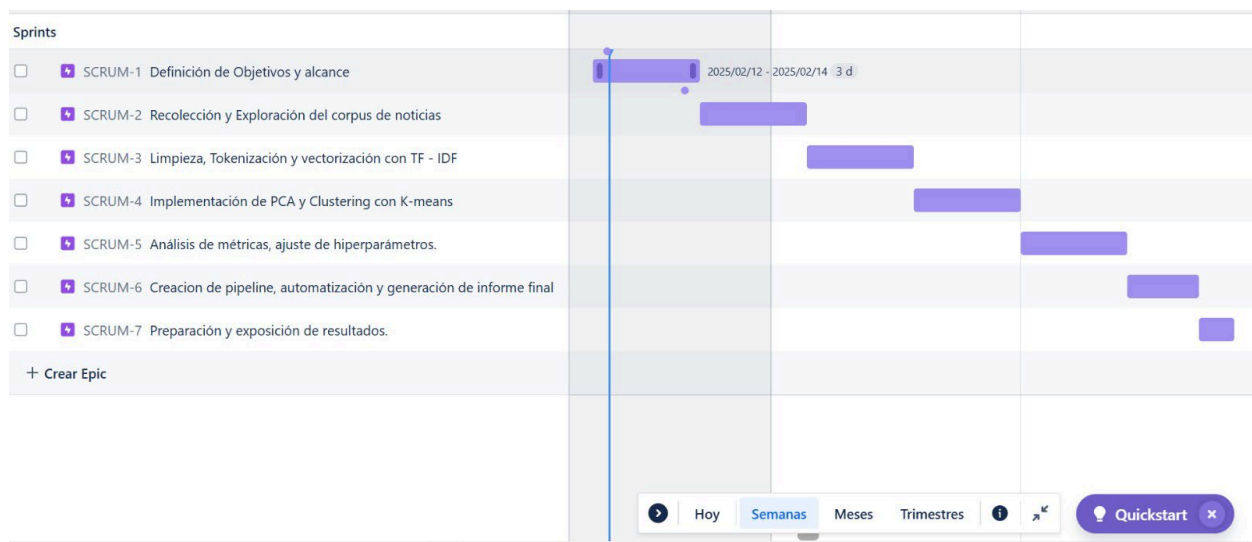 Sprints
SCRUM-1 Definición de Objetivos y alcance 2025/02/12 - 2025/02/14 3 d
SCRUM-2 Recolección y Exploración del corpus de noticias
SCRUM-3 Limpieza, Tokenización y vectorización con TF - IDF
SCRUM-4 Implementación de PCA y Clustering con K-means
SCRUM-5 Análisis de métricas, ajuste de hiperparámetros.
SCRUM-6 Creacion de pipeline, automatización y generación de informe final
SCRUM-7 Preparación y exposición de resultados.
+ Crear Epic
Hoy Semanas Meses Trimestres Quickstart